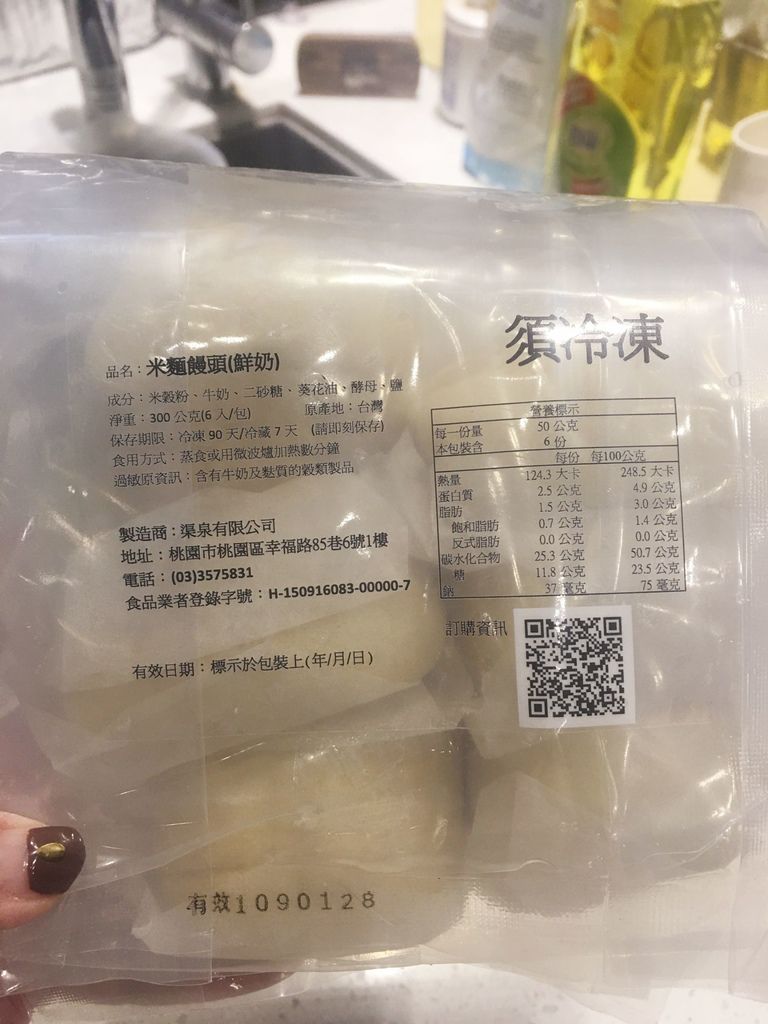 須冷凍
品名：米麵饅頭(鮮奶)
成分：米穀粉、牛奶、二砂糖、葵花油、酵母、鹽
淨重：300 公克(6 入/包) 原產地：台灣
保存期限：冷凍 90 天/冷藏 7 天 (請即刻保存)
食用方式：蒸食或用微波爐加熱數分鐘
過敏原資訊：含有牛奶及麩質的穀類製品
製造商：渠泉有限公司
地址：桃園市桃園區幸福路85巷6號1樓
電話：(03)3575831
食品業者登錄字號：H-150916083-00000-7
有效日期：標示於包裝上(年/月/日)
營養標示
每一份量 50 公克
本包裝含 6 份
每份 每100公克
熱量 124.3 大卡 248.5 大卡
蛋白質 2.5 公克 4.9 公克
脂肪 1.5 公克 3.0 公克
飽和脂肪 0.7 公克 1.4 公克
反式脂肪 0.0 公克 0.0 公克
碳水化合物 25.3 公克 50.7 公克
糖 11.8 公克 23.5 公克
鈉 37 毫克 75 毫克
訂購資訊
有效1090128